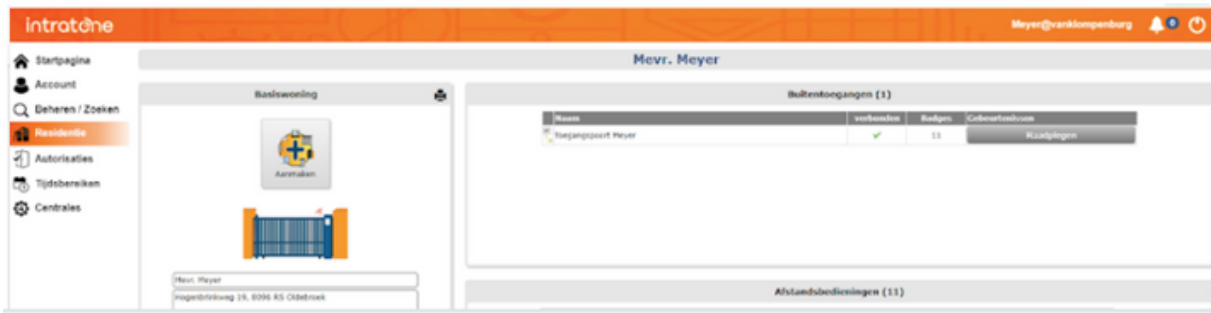 intratone
Meyer@vanklompenburg
0
Startpagina
Account
Beheren / Zoeken
Residentie
Autorisaties
Tijdsbereiken
Centrales
Mevr. Meyer
Basiswoning
Aanmaken
Mevr. Meyer
Hogenbrinkweg 19, 8096 RS Oldebroek
Buitentoegangen (1)
Naam verbonden Badges Gebeurtenissen
Toegangspoort Meyer 11 Raadplegen
Afstandsbedieningen (11)